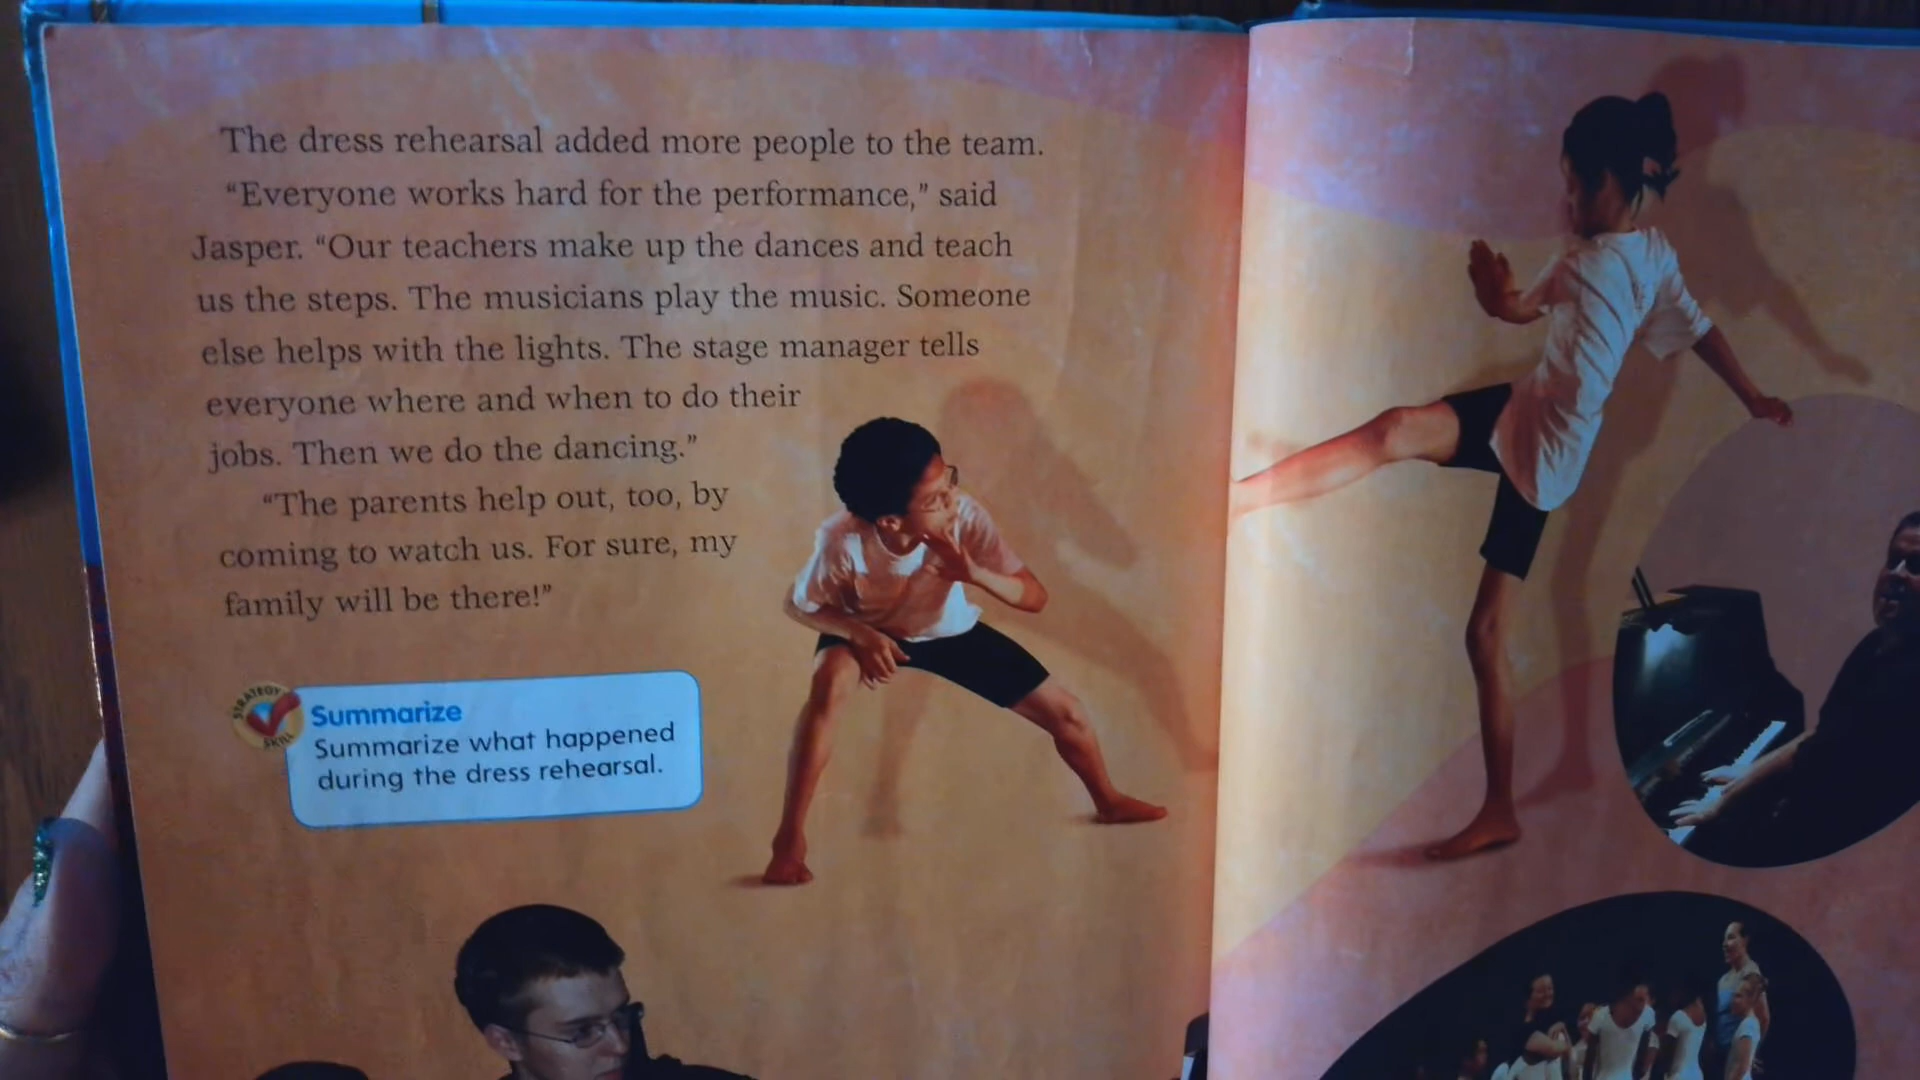 The dress rehearsal added more people to the team.
“Everyone works hard for the performance,” said
Jasper. “Our teachers make up the dances and teach
us the steps. The musicians play the music. Someone
else helps with the lights. The stage manager tells
everyone where and when to do their
jobs. Then we do the dancing.”
“The parents help out, too, by
coming to watch us. For sure, my
family will be there!”
STRATEGY
SKILL
Summarize
Summarize what happened
during the dress rehearsal.